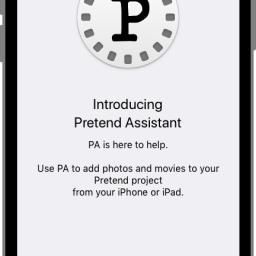 P
Introducing
Pretend Assistant
PA is here to help.
Use PA to add photos and movies to your
Pretend project
from your iPhone or iPad.